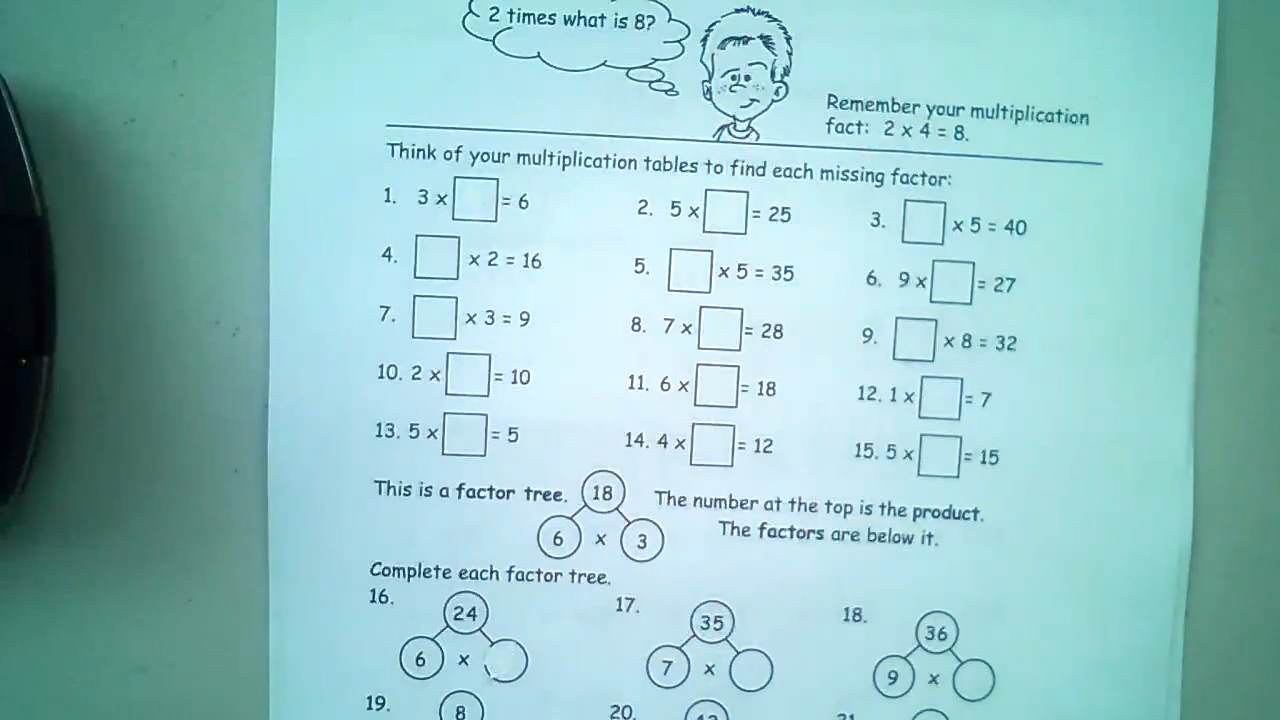 2 times what is 8?
Remember your multiplication
fact: 2 x 4 = 8.
Think of your multiplication tables to find each missing factor:
1. 3 x = 6
2. 5 x = 25
3. x 5 = 40
4. x 2 = 16
5. x 5 = 35
6. 9 x = 27
7. x 3 = 9
8. 7 x = 28
9. x 8 = 32
10. 2 x = 10
11. 6 x = 18
12. 1 x = 7
13. 5 x = 5
14. 4 x = 12
15. 5 x = 15
This is a factor tree.
18
6 x 3
The number at the top is the product.
The factors are below it.
Complete each factor tree.
16.
24
6 x
17.
35
7 x
18.
36
9 x
19.
8
20.